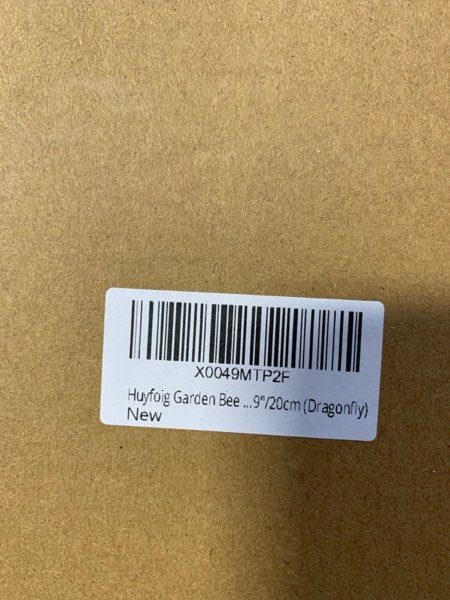 X0049MTP2F
Huyfoig Garden Bee ...9"/20cm (Dragonfly)
New